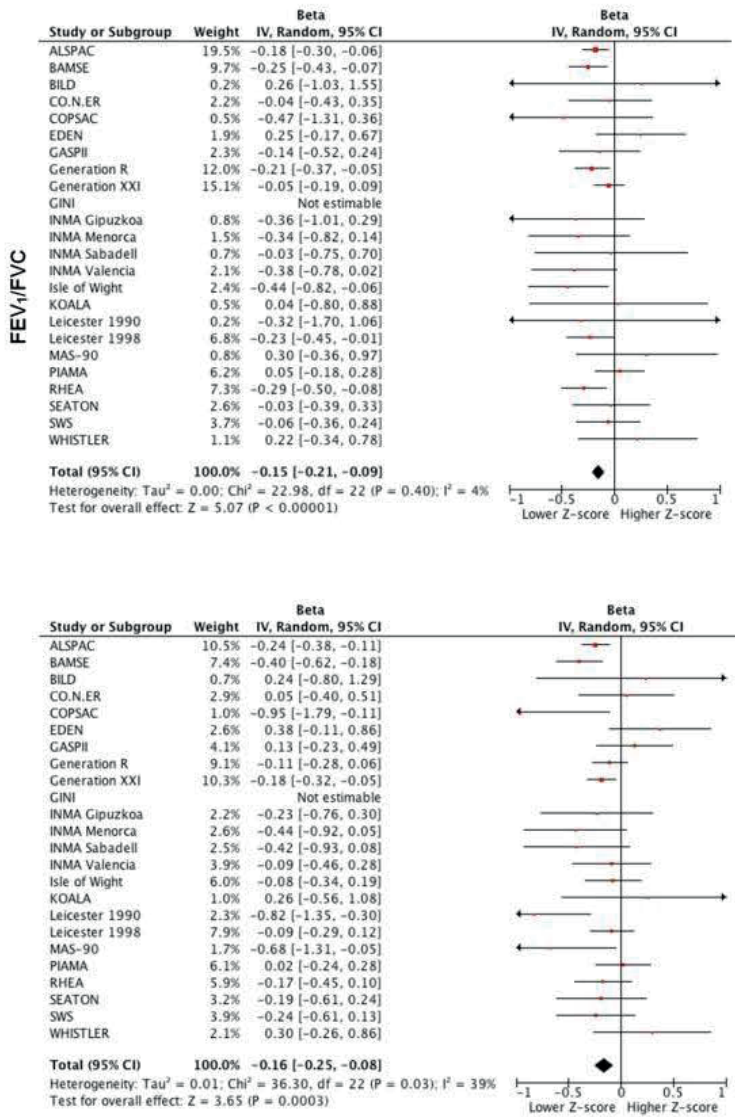 Beta Beta
Study or Subgroup Weight IV, Random, 95% CI IV, Random, 95% CI
ALSPAC 19.5% -0.18 [-0.30, -0.06]
BAMSE 9.7% -0.25 [-0.43, -0.07]
BILD 0.2% 0.26 [-1.03, 1.55]
CO.N.ER 2.2% -0.04 [-0.43, 0.35]
COPSAC 0.5% -0.47 [-1.31, 0.36]
EDEN 1.9% 0.25 [-0.17, 0.67]
GASPII 2.3% -0.14 [-0.52, 0.24]
Generation R 12.0% -0.21 [-0.37, -0.05]
Generation XXI 15.1% -0.05 [-0.19, 0.09]
GINI Not estimable
INMA Gipuzkoa 0.8% -0.36 [-1.01, 0.29]
INMA Menorca 1.5% -0.34 [-0.82, 0.14]
INMA Sabadell 0.7% -0.03 [-0.75, 0.70]
INMA Valencia 2.1% -0.38 [-0.78, 0.02]
Isle of Wight 2.4% -0.44 [-0.82, -0.06]
KOALA 0.5% 0.04 [-0.80, 0.88]
Leicester 1990 0.2% -0.32 [-1.70, 1.06]
Leicester 1998 6.8% -0.23 [-0.45, -0.01]
MAS-90 0.8% 0.30 [-0.36, 0.97]
PIAMA 6.2% 0.05 [-0.18, 0.28]
RHEA 7.3% -0.29 [-0.50, -0.08]
SEATON 2.6% -0.03 [-0.39, 0.33]
SWS 3.7% -0.06 [-0.36, 0.24]
WHISTLER 1.1% 0.22 [-0.34, 0.78]
FEV₁/FVC
Total (95% CI) 100.0% -0.15 [-0.21, -0.09]
Heterogeneity: Tau² = 0.00; Chi² = 22.98, df = 22 (P = 0.40); I² = 4%
Test for overall effect: Z = 5.07 (P < 0.00001)
-1 -0.5 0 0.5 1
Lower Z-score Higher Z-score
Beta Beta
Study or Subgroup Weight IV, Random, 95% CI IV, Random, 95% CI
ALSPAC 10.5% -0.24 [-0.38, -0.11]
BAMSE 7.4% -0.40 [-0.62, -0.18]
BILD 0.7% 0.24 [-0.80, 1.29]
CO.N.ER 2.9% 0.05 [-0.40, 0.51]
COPSAC 1.0% -0.95 [-1.79, -0.11]
EDEN 2.6% 0.38 [-0.11, 0.86]
GASPII 4.1% 0.13 [-0.23, 0.49]
Generation R 9.1% -0.11 [-0.28, 0.06]
Generation XXI 10.3% -0.18 [-0.32, -0.05]
GINI Not estimable
INMA Gipuzkoa 2.2% -0.23 [-0.76, 0.30]
INMA Menorca 2.6% -0.44 [-0.92, 0.05]
INMA Sabadell 2.5% -0.42 [-0.93, 0.08]
INMA Valencia 3.9% -0.09 [-0.46, 0.28]
Isle of Wight 6.0% -0.08 [-0.34, 0.19]
KOALA 1.0% 0.26 [-0.56, 1.08]
Leicester 1990 2.3% -0.82 [-1.35, -0.30]
Leicester 1998 7.9% -0.09 [-0.29, 0.12]
MAS-90 1.7% -0.68 [-1.31, -0.05]
PIAMA 6.1% 0.02 [-0.24, 0.28]
RHEA 5.9% -0.17 [-0.45, 0.10]
SEATON 3.2% -0.19 [-0.61, 0.24]
SWS 3.9% -0.24 [-0.61, 0.13]
WHISTLER 2.1% 0.30 [-0.26, 0.86]
Total (95% CI) 100.0% -0.16 [-0.25, -0.08]
Heterogeneity: Tau² = 0.01; Chi² = 36.30, df = 22 (P = 0.03); I² = 39%
Test for overall effect: Z = 3.65 (P = 0.0003)
-1 -0.5 0 0.5 1
Lower Z-score Higher Z-score